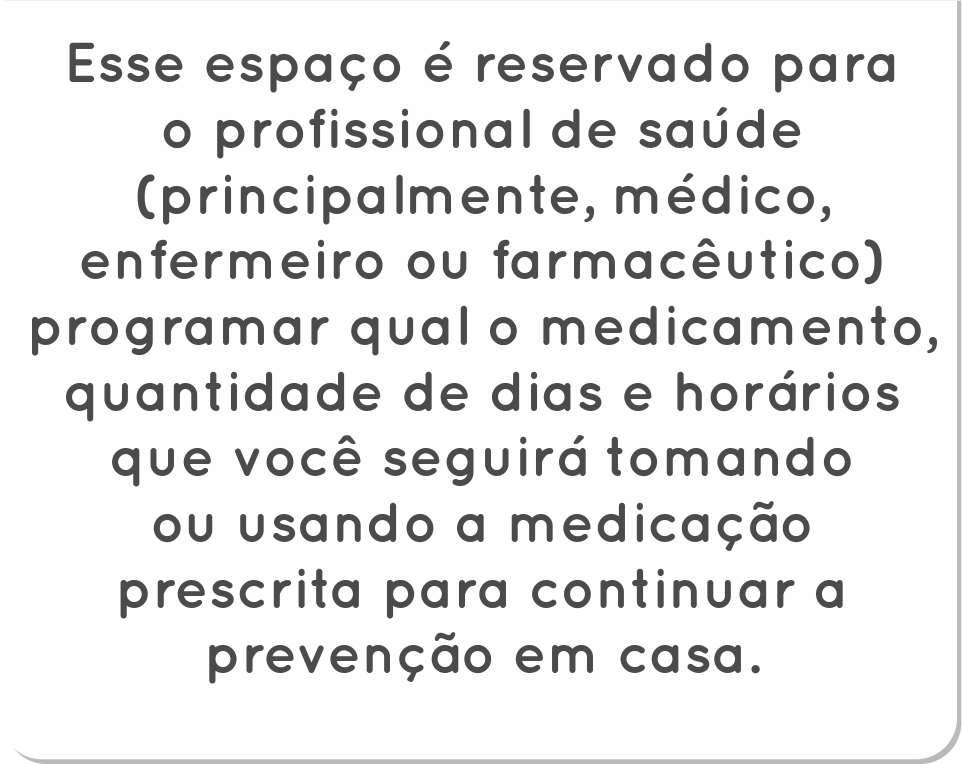 Esse espaço é reservado para
o profissional de saúde
(principalmente, médico,
enfermeiro ou farmacêutico)
programar qual o medicamento,
quantidade de dias e horários
que você seguirá tomando
ou usando a medicação
prescrita para continuar a
prevenção em casa.